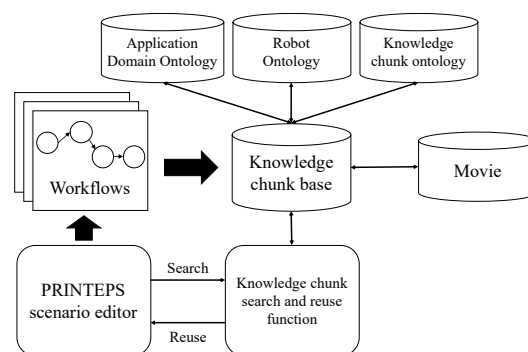 Application
Domain Ontology
Robot
Ontology
Knowledge
chunk ontology
Workflows
Knowledge
chunk base
Movie
PRINTEPS
scenario editor
Search
Reuse
Knowledge chunk
search and reuse
function